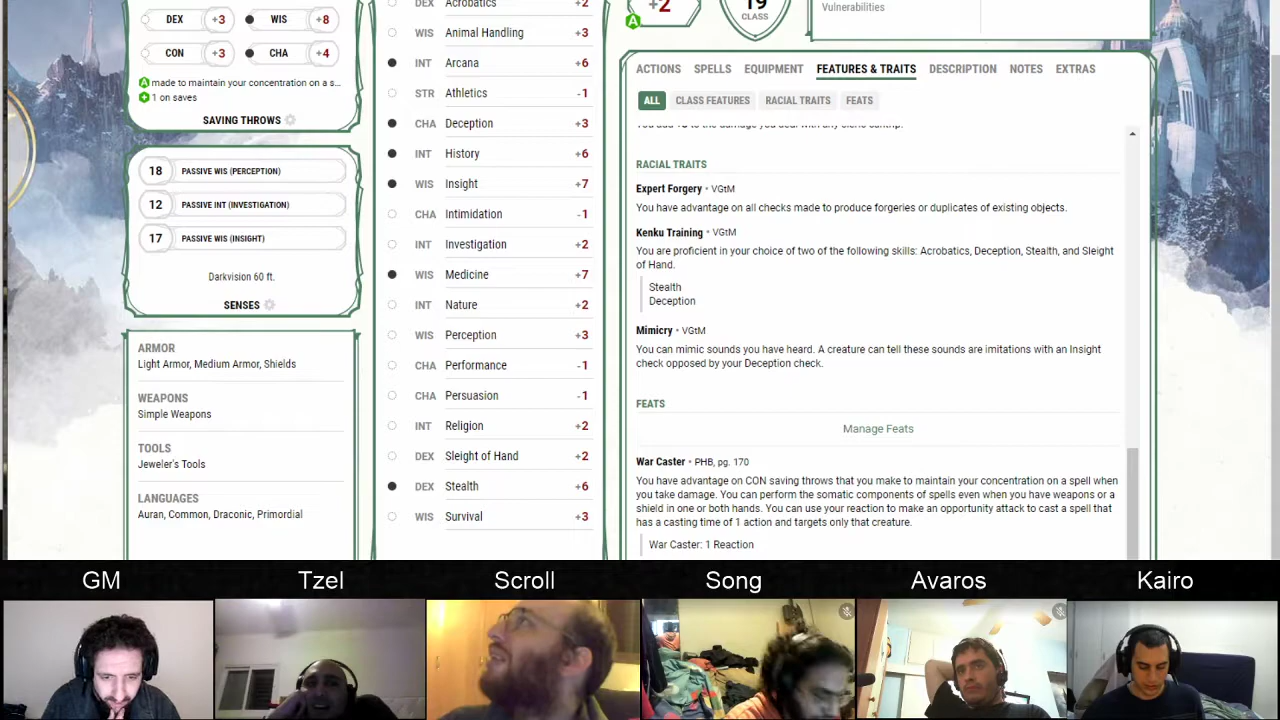 DEX +3 WIS +8
CON +3 CHA +4
A made to maintain your concentration on a s...
1 on saves
SAVING THROWS
18 PASSIVE WIS (PERCEPTION)
12 PASSIVE INT (INVESTIGATION)
17 PASSIVE WIS (INSIGHT)
Darkvision 60 ft.
SENSES
ARMOR
Light Armor, Medium Armor, Shields
WEAPONS
Simple Weapons
TOOLS
Jeweler's Tools
LANGUAGES
Auran, Common, Draconic, Primordial
DEX Acrobatics +2
WIS Animal Handling +3
INT Arcana +6
STR Athletics -1
CHA Deception +3
INT History +6
WIS Insight +7
CHA Intimidation -1
INT Investigation +2
WIS Medicine +7
INT Nature +2
WIS Perception +3
CHA Performance -1
CHA Persuasion -1
INT Religion +2
DEX Sleight of Hand +2
DEX Stealth +6
WIS Survival +3
A +2
19
CLASS
Vulnerabilities
ACTIONS SPELLS EQUIPMENT FEATURES & TRAITS DESCRIPTION NOTES EXTRAS
ALL CLASS FEATURES RACIAL TRAITS FEATS
to the damage you deal with any cleric cantrip.
RACIAL TRAITS
Expert Forgery • VGtM
You have advantage on all checks made to produce forgeries or duplicates of existing objects.
Kenku Training • VGtM
You are proficient in your choice of two of the following skills: Acrobatics, Deception, Stealth, and Sleight
of Hand.
Stealth
Deception
Mimicry • VGtM
You can mimic sounds you have heard. A creature can tell these sounds are imitations with an Insight
check opposed by your Deception check.
FEATS
Manage Feats
War Caster • PHB, pg. 170
You have advantage on CON saving throws that you make to maintain your concentration on a spell when
you take damage. You can perform the somatic components of spells even when you have weapons or a
shield in one or both hands. You can use your reaction to make an opportunity attack to cast a spell that
has a casting time of 1 action and targets only that creature.
War Caster: 1 Reaction
GM Tzel Scroll Song Avaros Kairo